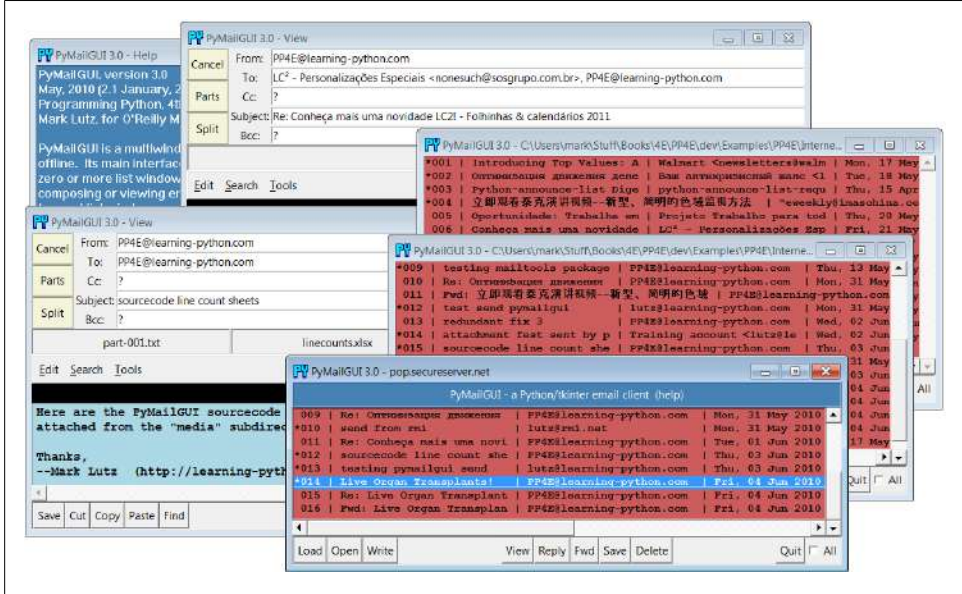 PyMailGUI 3.0 - Help
PyMailGUI, version 3.0
May, 2010 (2.1 January, 2
Programming Python, 4t
Mark Lutz, for O'Reilly M
PyMailGUI is a multiwind
offline. Its main interfac
zero or more list window
composing or viewing er
PyMailGUI 3.0 - View
Cancel From: PP4E@learning-python.com
To: LC² - Personalizações Especiais <nonesuch@sosgrupo.com.br>, PP4E@learning-python.com
Parts Cc: ?
Subject: Re: Conheça mais uma novidade LC2! - Folhinhas & calendários 2011
Split Bcc: ?
Edit Search Tools
PyMailGUI 3.0 - C:\Users\mark\Stuff\Books\4E\PP4E\dev\Examples\PP4E\Interne...
*001 | Introducing Top Values: A | Walmart <newsletters@walm | Mon, 17 May
*002 | Оптимизация движения дене | Ваш антикризисный шанс <l | Tue, 18 May
*003 | Python-announce-list Dige | python-announce-list-requ | Thu, 15 Apr
*004 | 立即观看泰克演讲视频--新型、简明的色域监测方法 | "eweekly@imaschina.co
005 | Oportunidade: Trabalhe em | Projeto Trabalho para tod | Thu, 20 May
006 | Conheça mais uma novidade | LC² - Personalizações Esp | Fri, 21 May
All
PyMailGUI 3.0 - View
Cancel From: PP4E@learning-python.com
To: PP4E@learning-python.com
Parts Cc: ?
Subject: sourcecode line count sheets
Split Bcc: ?
part-001.txt linecounts.xlsx
Edit Search Tools
Here are the PyMailGUI sourcecode
attached from the "media" subdirec
Thanks,
--Mark Lutz (http://learning-pyth
Save Cut Copy Paste Find
PyMailGUI 3.0 - C:\Users\mark\Stuff\Books\4E\PP4E\dev\Examples\PP4E\Interne...
*009 | testing mailtools package | PP4E@learning-python.com | Thu, 13 May
010 | Re: Оптимизация движения | PP4E@learning-python.com | Mon, 31 May
011 | Fwd: 立即观看泰克演讲视频--新型、简明的色域 | PP4E@learning-python.com
*012 | test send pymailgui | lutz@learning-python.com | Mon, 31 May
013 | redundant fix 3 | PP4E@learning-python.com | Wed, 02 Jun
*014 | attachment test sent by p | Training account <lutz@le | Wed, 02 Jun
*015 | sourcecode line count she | PP4E@learning-python.com | Thu, 03 Jun
31 May
03 Jun
04 Jun
04 Jun
04 Jun
17 May
Quit All
PyMailGUI 3.0 - pop.secureserver.net
PyMailGUI - a Python/tkinter email client (help)
009 | Re: Оптимизация движения | PP4E@learning-python.com | Mon, 31 May 2010
*010 | send from rmi | lutz@rmi.net | Mon, 31 May 2010
011 | Re: Conheça mais uma novi | PP4E@learning-python.com | Tue, 01 Jun 2010
*012 | sourcecode line count she | PP4E@learning-python.com | Thu, 03 Jun 2010
*013 | testing pymailgui send | lutz@learning-python.com | Thu, 03 Jun 2010
*014 | Live Organ Transplants! | PP4E@learning-python.com | Fri, 04 Jun 2010
015 | Re: Live Organ Transplant | PP4E@learning-python.com | Fri, 04 Jun 2010
016 | Fwd: Live Organ Transplan | PP4E@learning-python.com | Fri, 04 Jun 2010
Load Open Write View Reply Fwd Save Delete Quit All